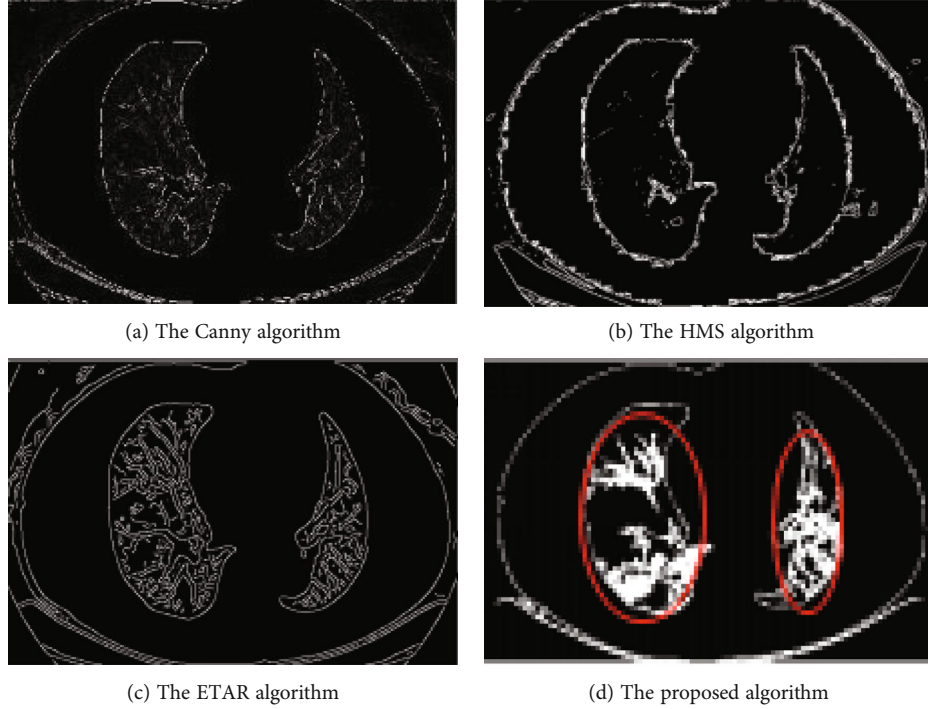 (a) The Canny algorithm
(b) The HMS algorithm
(c) The ETAR algorithm
(d) The proposed algorithm